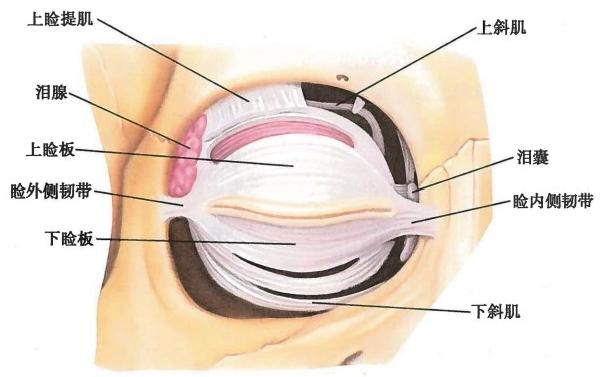 上睑提肌
上斜肌
泪腺
上睑板
泪囊
睑外侧韧带
睑内侧韧带
下睑板
下斜肌